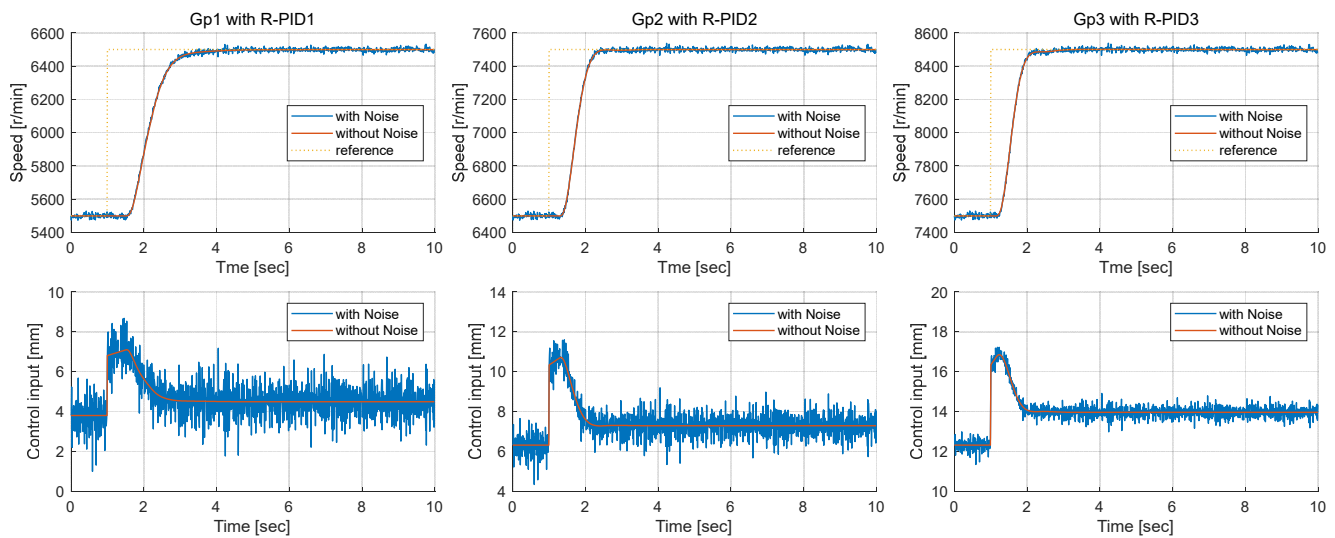 Gp1 with R-PID1
Speed [r/min]
6600
6400
6200
6000
5800
5600
5400
with Noise
without Noise
reference
0 2 4 6 8 10
Tme [sec]
Gp2 with R-PID2
Speed [r/min]
7600
7400
7200
7000
6800
6600
6400
with Noise
without Noise
reference
0 2 4 6 8 10
Tme [sec]
Gp3 with R-PID3
Speed [r/min]
8600
8400
8200
8000
7800
7600
7400
with Noise
without Noise
reference
0 2 4 6 8 10
Tme [sec]
Control input [mm]
10
8
6
4
2
0
with Noise
without Noise
0 2 4 6 8 10
Time [sec]
Control input [mm]
14
12
10
8
6
4
with Noise
without Noise
0 2 4 6 8 10
Time [sec]
Control input [mm]
20
18
16
14
12
10
with Noise
without Noise
0 2 4 6 8 10
Time [sec]